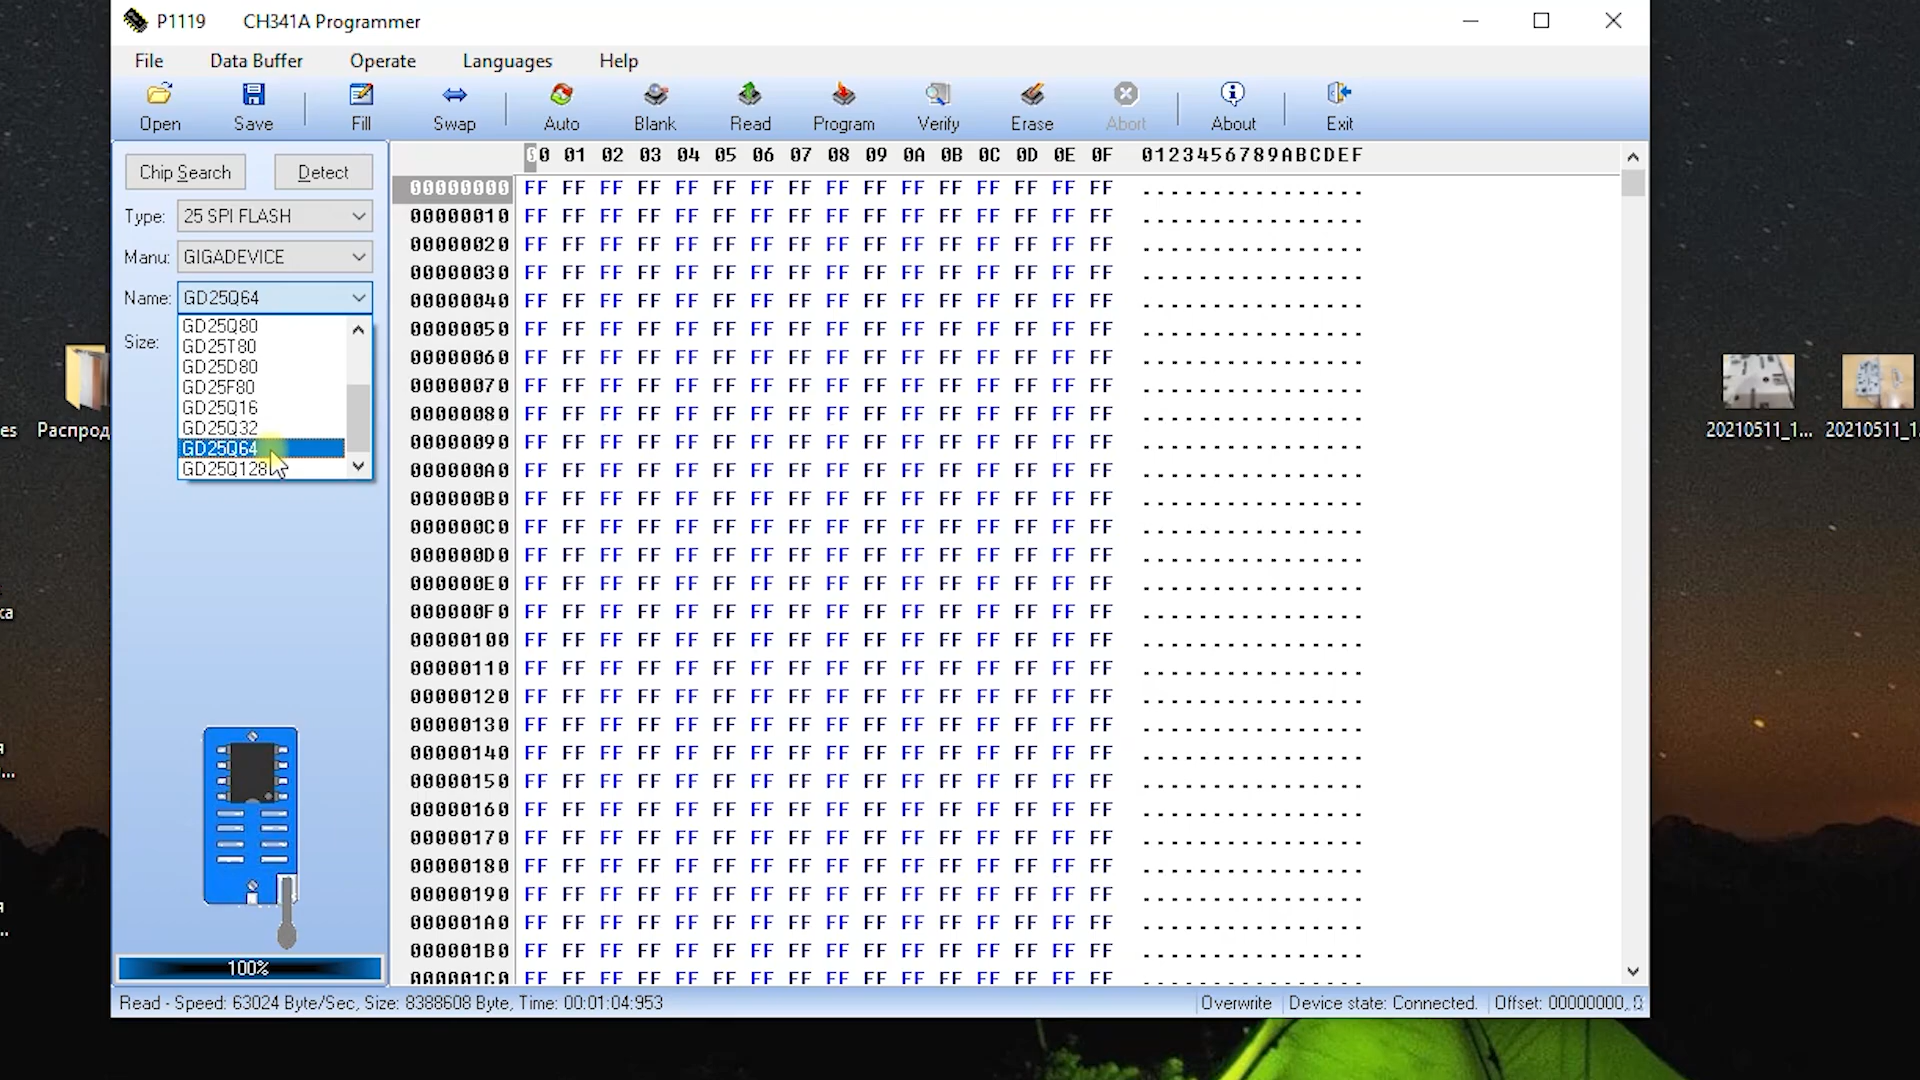 P1119 CH341A Programmer
File Data Buffer Operate Languages Help
Open Save Fill Swap Auto Blank Read Program Verify Erase Abort About Exit
Chip Search Detect
Type: 25 SPI FLASH
Manu: GIGADEVICE
Name: GD25Q64
GD25Q80
GD25T80
GD25D80
GD25F80
GD25Q16
GD25Q32
GD25Q64
GD25Q128
Size:
100%
00 01 02 03 04 05 06 07 08 09 0A 0B 0C 0D 0E 0F 0123456789ABCDEF
00000000 FF FF FF FF FF FF FF FF FF FF FF FF FF FF FF FF ................
00000010 FF FF FF FF FF FF FF FF FF FF FF FF FF FF FF FF ................
00000020 FF FF FF FF FF FF FF FF FF FF FF FF FF FF FF FF ................
00000030 FF FF FF FF FF FF FF FF FF FF FF FF FF FF FF FF ................
00000040 FF FF FF FF FF FF FF FF FF FF FF FF FF FF FF FF ................
00000050 FF FF FF FF FF FF FF FF FF FF FF FF FF FF FF FF ................
00000060 FF FF FF FF FF FF FF FF FF FF FF FF FF FF FF FF ................
00000070 FF FF FF FF FF FF FF FF FF FF FF FF FF FF FF FF ................
00000080 FF FF FF FF FF FF FF FF FF FF FF FF FF FF FF FF ................
00000090 FF FF FF FF FF FF FF FF FF FF FF FF FF FF FF FF ................
000000A0 FF FF FF FF FF FF FF FF FF FF FF FF FF FF FF FF ................
000000B0 FF FF FF FF FF FF FF FF FF FF FF FF FF FF FF FF ................
000000C0 FF FF FF FF FF FF FF FF FF FF FF FF FF FF FF FF ................
000000D0 FF FF FF FF FF FF FF FF FF FF FF FF FF FF FF FF ................
000000E0 FF FF FF FF FF FF FF FF FF FF FF FF FF FF FF FF ................
000000F0 FF FF FF FF FF FF FF FF FF FF FF FF FF FF FF FF ................
00000100 FF FF FF FF FF FF FF FF FF FF FF FF FF FF FF FF ................
00000110 FF FF FF FF FF FF FF FF FF FF FF FF FF FF FF FF ................
00000120 FF FF FF FF FF FF FF FF FF FF FF FF FF FF FF FF ................
00000130 FF FF FF FF FF FF FF FF FF FF FF FF FF FF FF FF ................
00000140 FF FF FF FF FF FF FF FF FF FF FF FF FF FF FF FF ................
00000150 FF FF FF FF FF FF FF FF FF FF FF FF FF FF FF FF ................
00000160 FF FF FF FF FF FF FF FF FF FF FF FF FF FF FF FF ................
00000170 FF FF FF FF FF FF FF FF FF FF FF FF FF FF FF FF ................
00000180 FF FF FF FF FF FF FF FF FF FF FF FF FF FF FF FF ................
00000190 FF FF FF FF FF FF FF FF FF FF FF FF FF FF FF FF ................
000001A0 FF FF FF FF FF FF FF FF FF FF FF FF FF FF FF FF ................
000001B0 FF FF FF FF FF FF FF FF FF FF FF FF FF FF FF FF ................
000001C0 FF FF FF FF FF FF FF FF FF FF FF FF FF FF FF FF ................
Read - Speed: 63024 Byte/Sec, Size: 8388608 Byte, Time: 00:01:04:953 Overwrite Device state: Connected. Offset: 00000000,
es Распрод
20210511_1... 20210511_1
ка